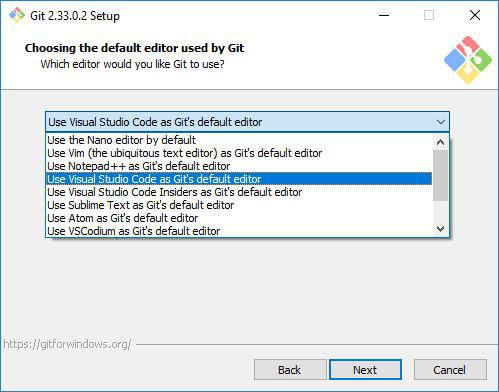 Git 2.33.0.2 Setup
Choosing the default editor used by Git
Which editor would you like Git to use?
Use Visual Studio Code as Git's default editor
Use the Nano editor by default
Use Vim (the ubiquitous text editor) as Git's default editor
Use Notepad++ as Git's default editor
Use Visual Studio Code as Git's default editor
Use Visual Studio Code Insiders as Git's default editor
Use Sublime Text as Git's default editor
Use Atom as Git's default editor
Use VSCodium as Git's default editor
https://gitforwindows.org/
Back Next Cancel